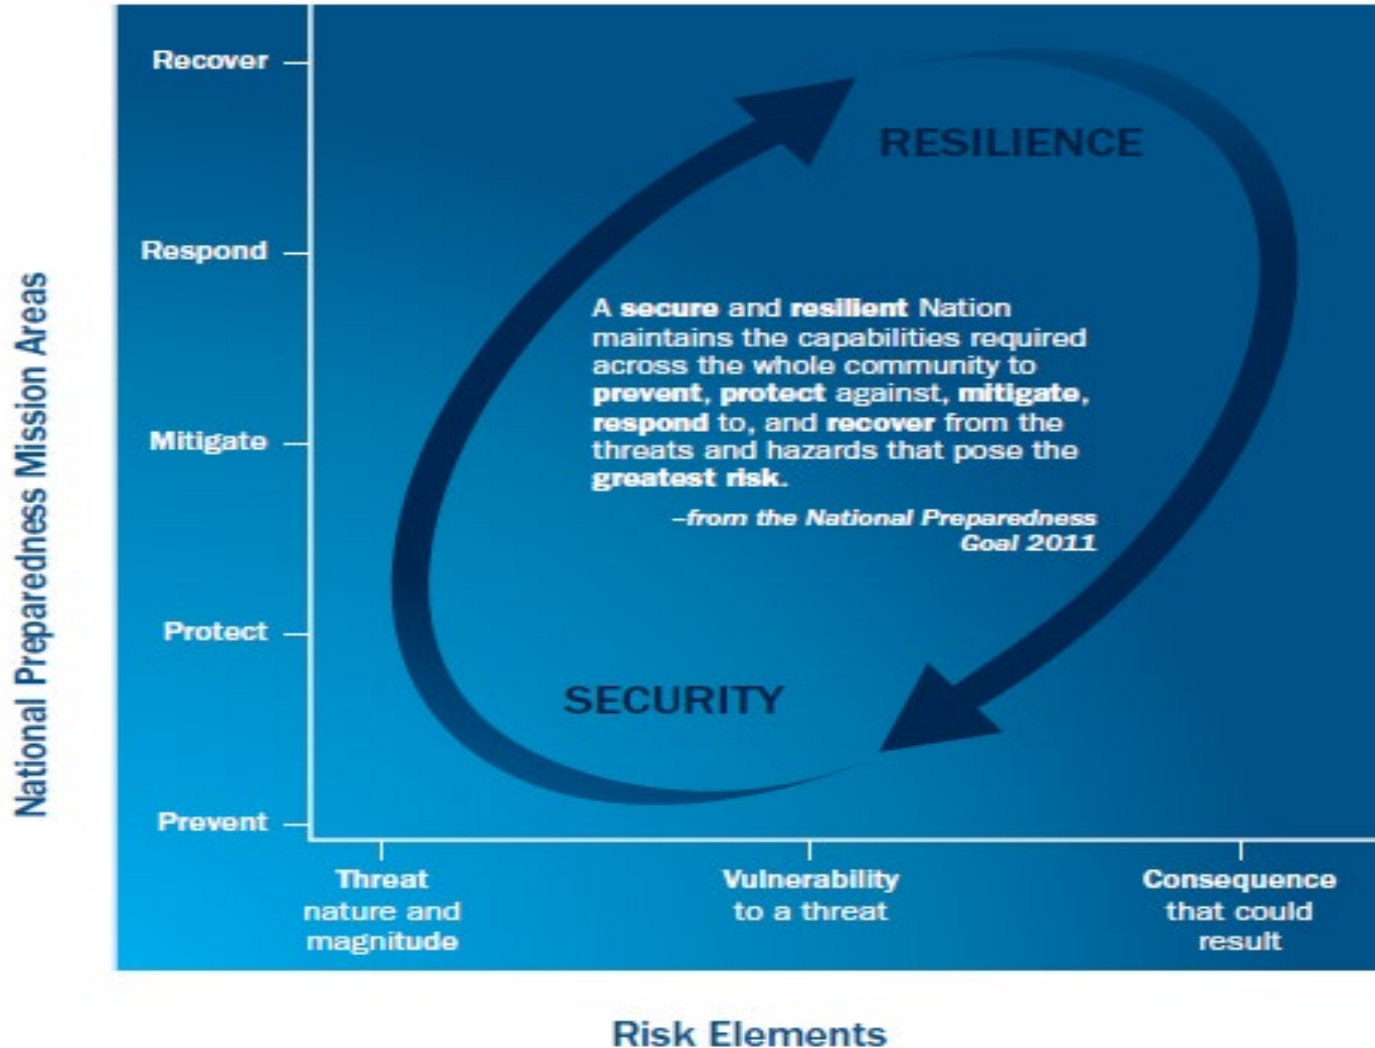 National Preparedness Mission Areas
Recover
Respond
Mitigate
Protect
Prevent
RESILIENCE
A secure and resilient Nation
maintains the capabilities required
across the whole community to
prevent, protect against, mitigate,
respond to, and recover from the
threats and hazards that pose the
greatest risk.
–from the National Preparedness
Goal 2011
SECURITY
Threat
nature and
magnitude
Vulnerability
to a threat
Consequence
that could
result
Risk Elements